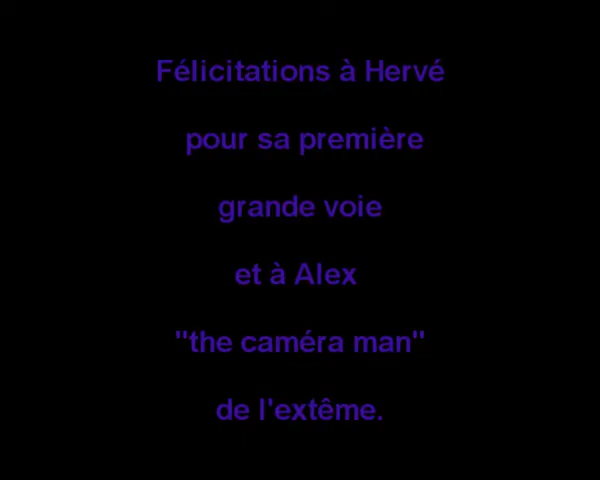 Félicitations à Hervé
pour sa première
grande voie
et à Alex
"the caméra man"
de l'extême.